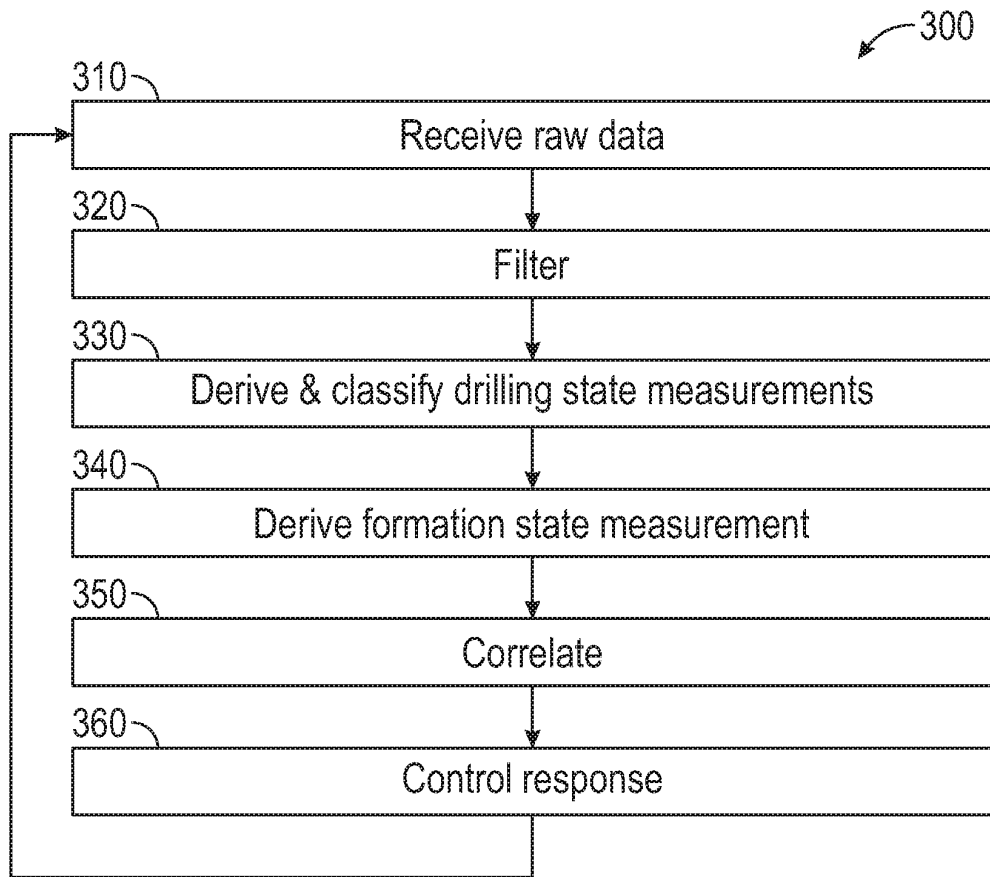 300
310
Receive raw data
320
Filter
330
Derive & classify drilling state measurements
340
Derive formation state measurement
350
Correlate
360
Control response